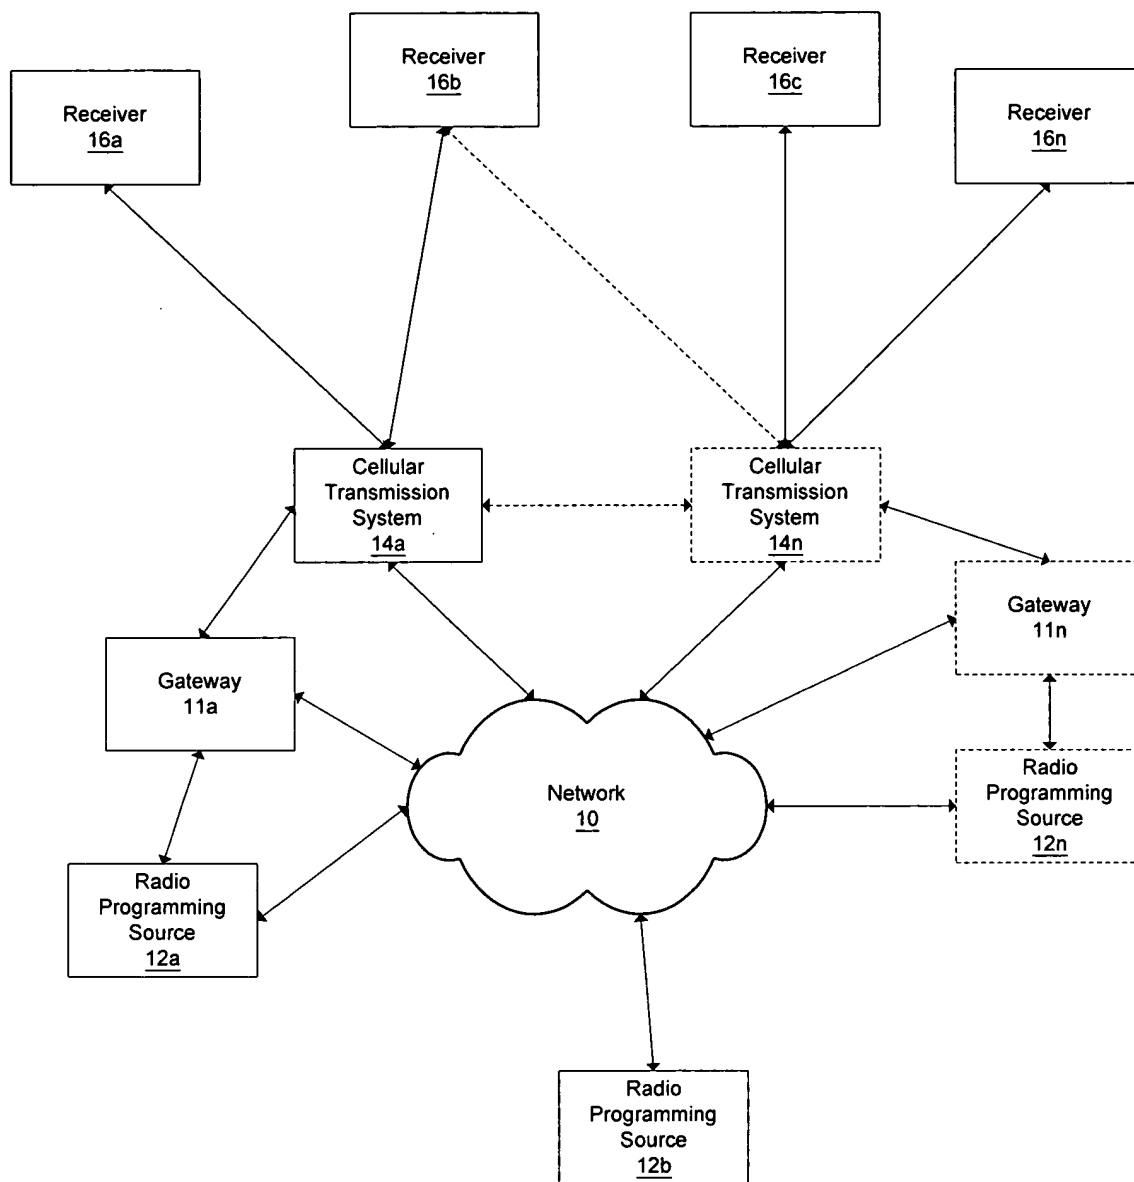 Receiver
16a
Receiver
16b
Receiver
16c
Receiver
16n
Cellular
Transmission
System
14a
Cellular
Transmission
System
14n
Gateway
11a
Gateway
11n
Network
10
Radio
Programming
Source
12a
Radio
Programming
Source
12n
Radio
Programming
Source
12b